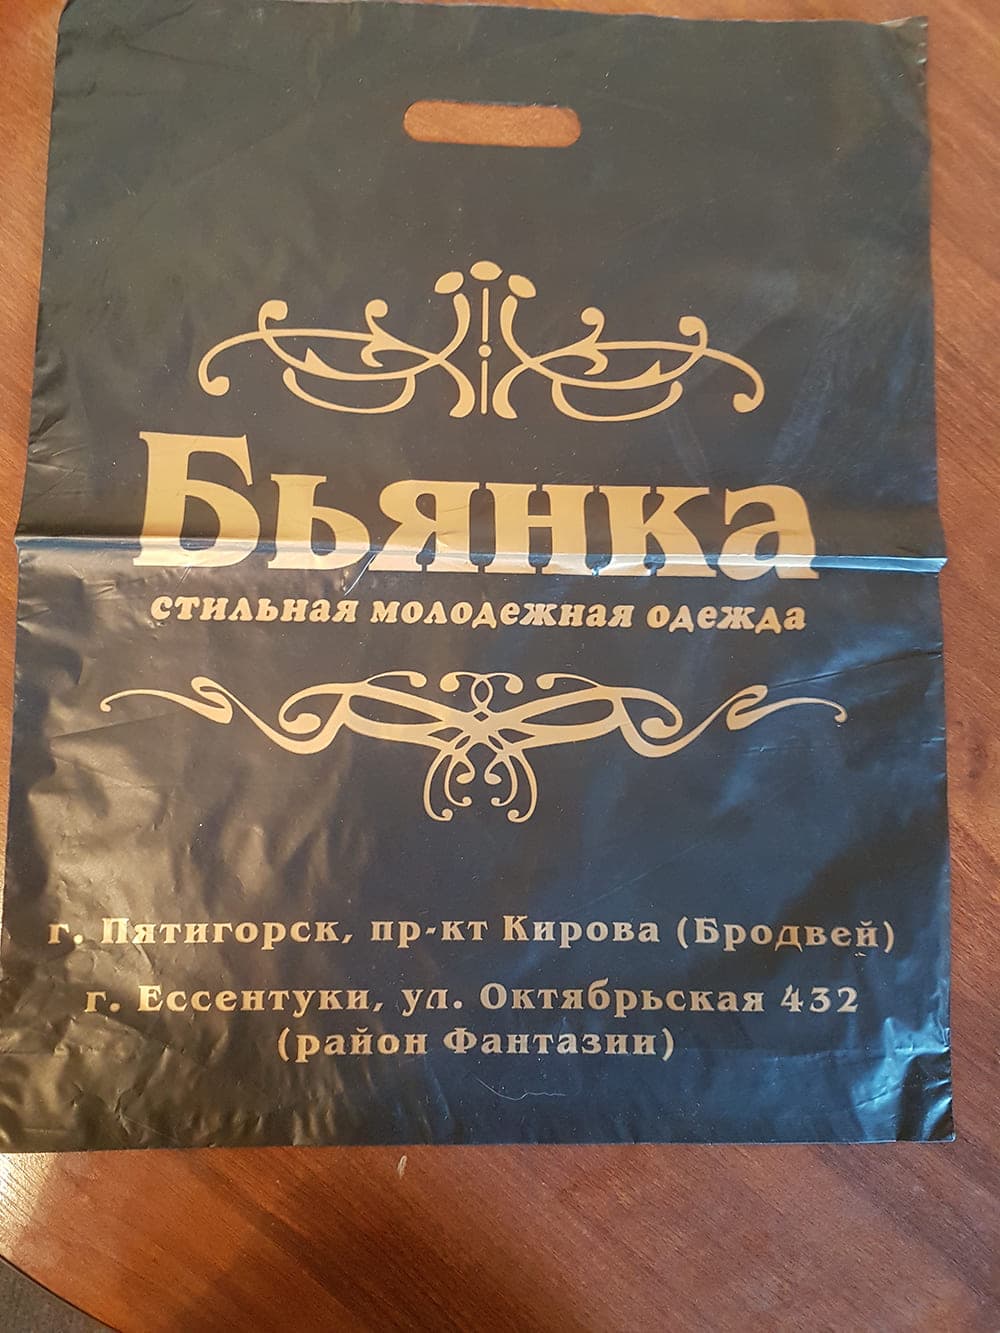 Бьянка
стильная молодежная одежда
г. Пятигорск, пр-кт Кирова (Бродвей)
г. Ессентуки, ул. Октябрьская 432
(район Фантазии)